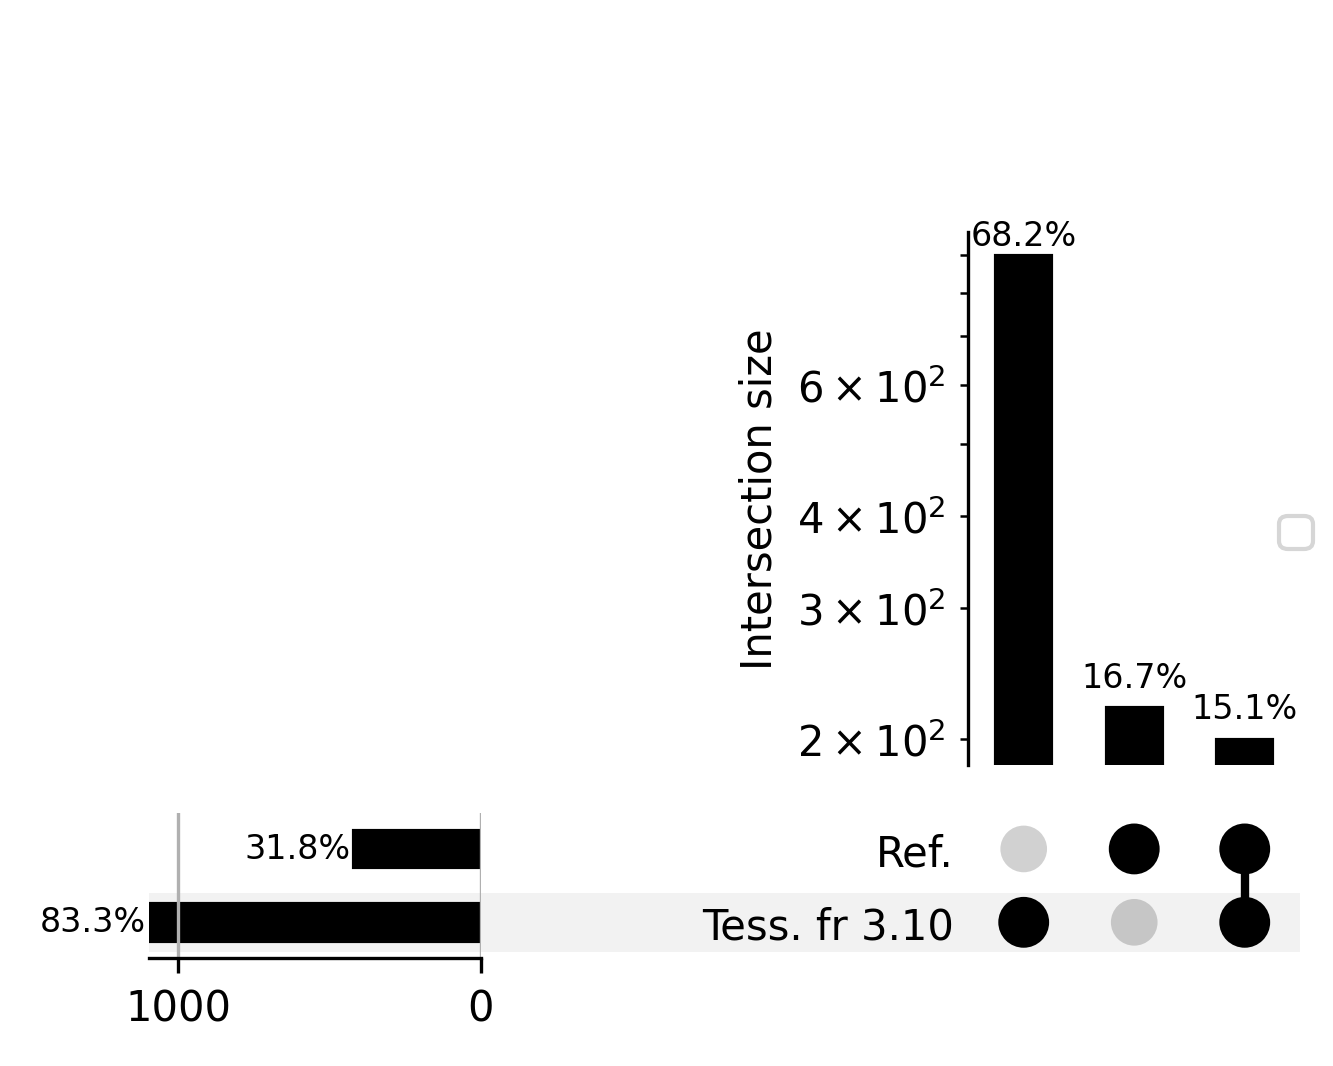 68.2%
Intersection size
6 × 10²
4 × 10²
3 × 10²
2 × 10²
16.7%
15.1%
31.8%
Ref.
83.3%
Tess. fr 3.10
1000
0